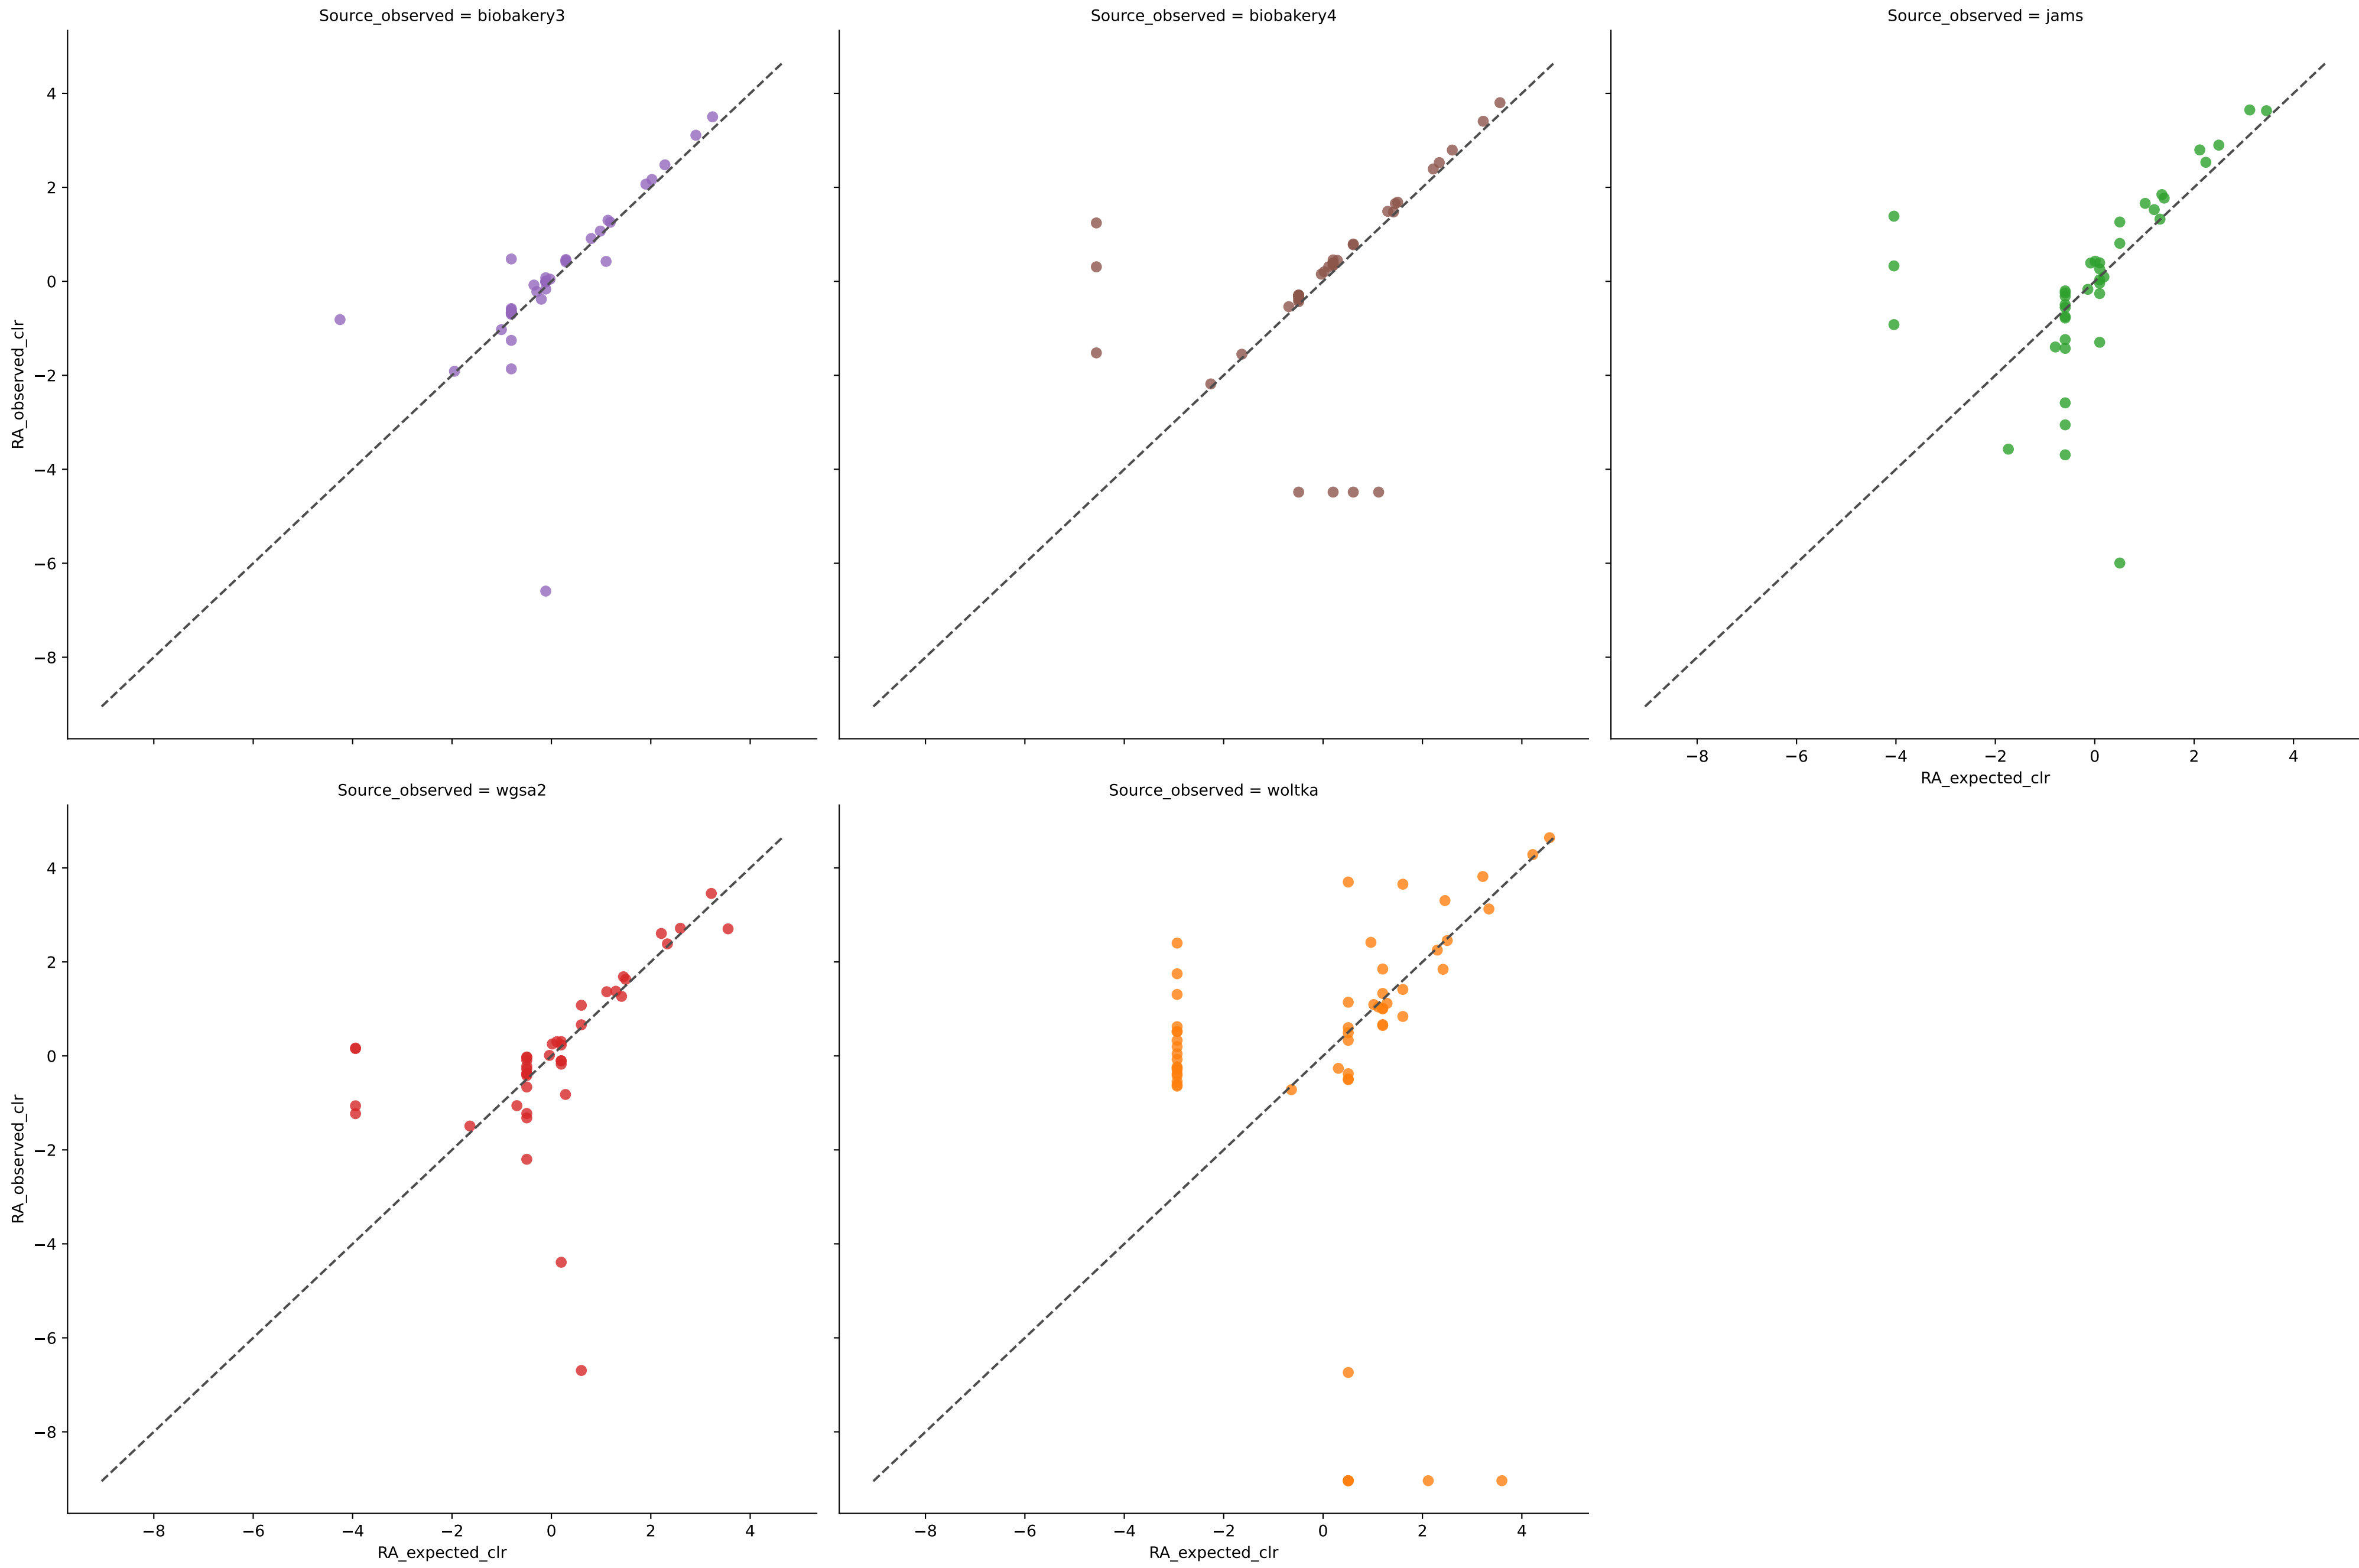 Source_observed = biobakery3
Source_observed = biobakery4
Source_observed = jams
4
2
0
−2
−4
−6
−8
RA_observed_clr
−8 −6 −4 −2 0 2 4
RA_expected_clr
Source_observed = wgsa2
Source_observed = woltka
4
2
0
−2
−4
−6
−8
RA_observed_clr
−8 −6 −4 −2 0 2 4
−8 −6 −4 −2 0 2 4
RA_expected_clr
RA_expected_clr